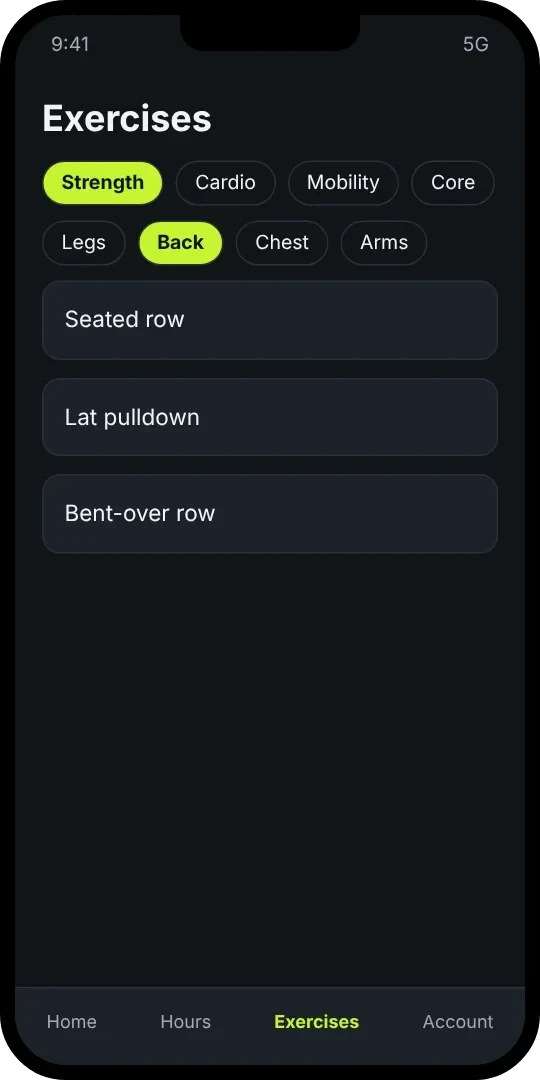 9:41 5G
Exercises
Strength Cardio Mobility Core
Legs Back Chest Arms
Seated row
Lat pulldown
Bent-over row
Home Hours Exercises Account